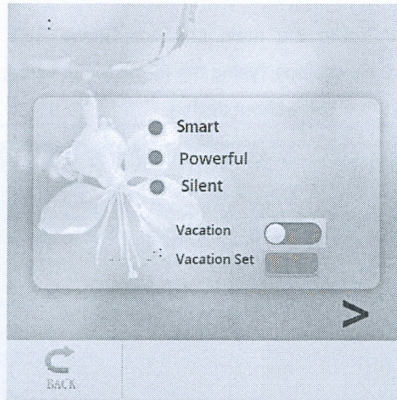 :
Smart
Powerful
Silent
Vacation
Vacation Set
>
BACK